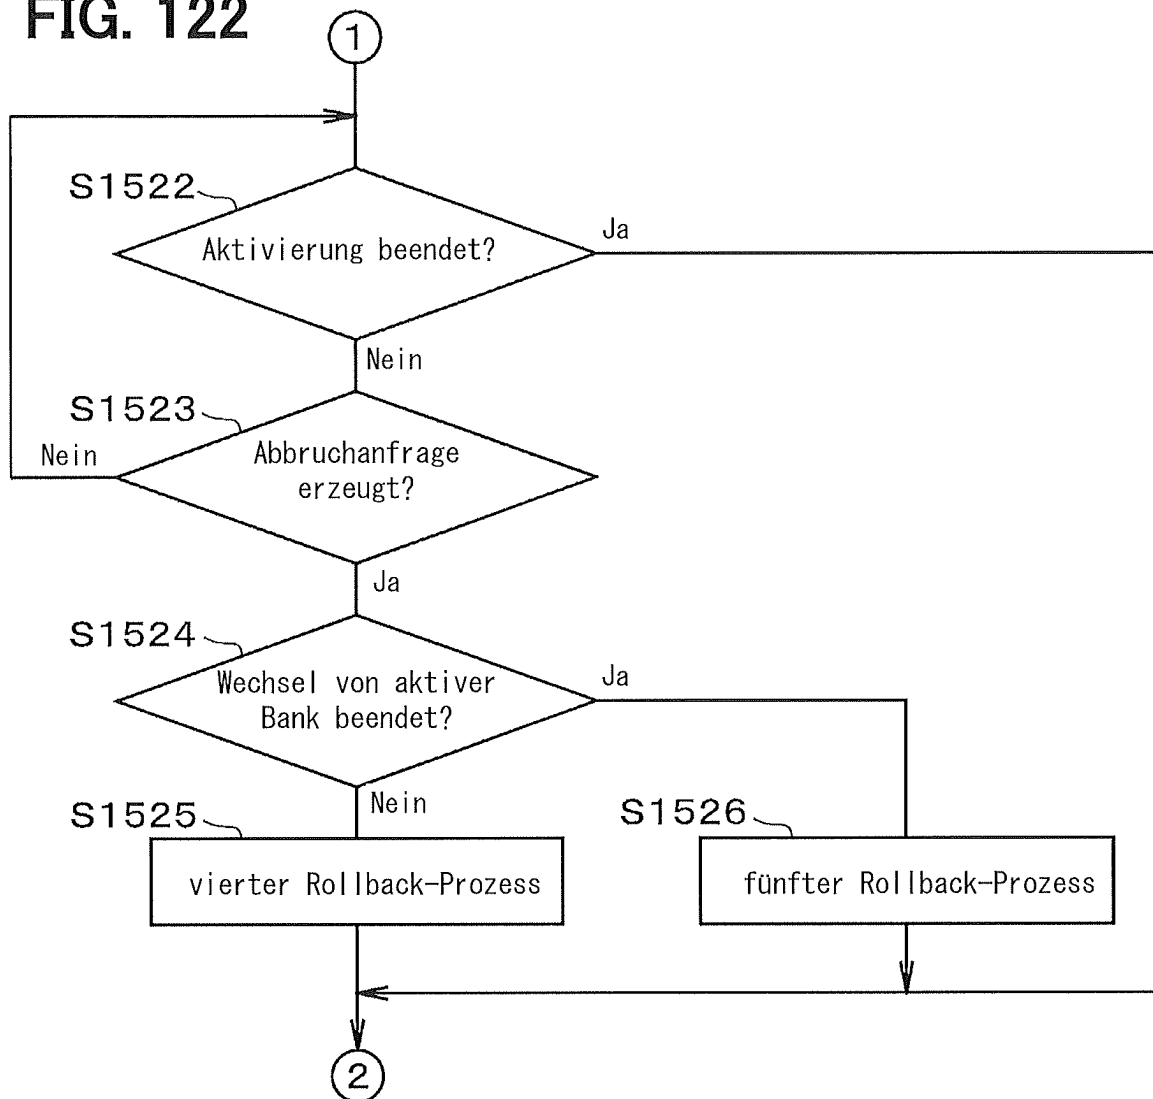 FIG. 122
1
S1522
Aktivierung beendet?
Ja
Nein
S1523
Abbruchanfrage
erzeugt?
Nein
Ja
S1524
Wechsel von aktiver
Bank beendet?
Ja
Nein
S1525
vierter Rollback-Prozess
S1526
fünfter Rollback-Prozess
2